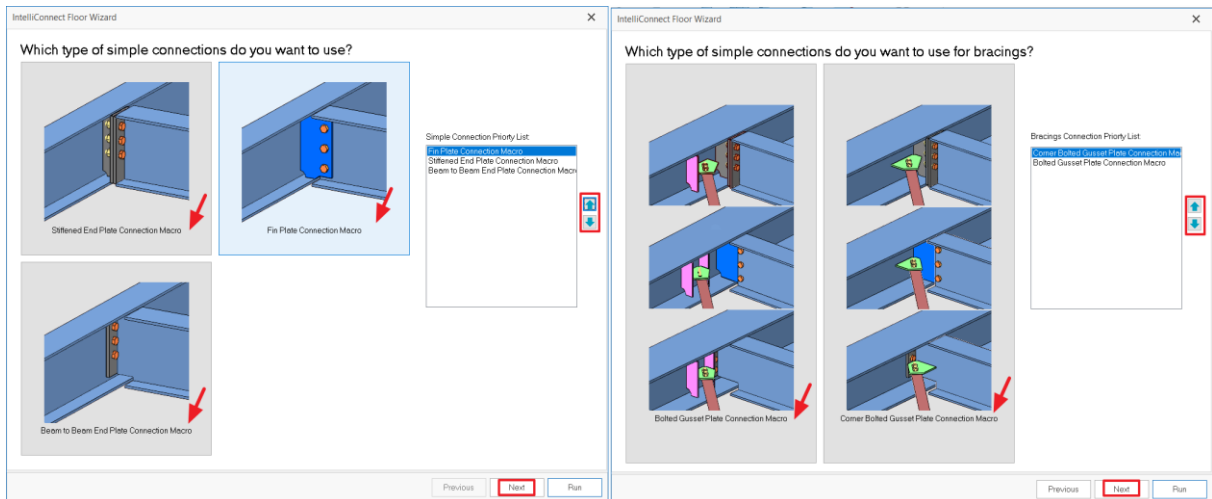 IntelliConnect Floor Wizard
Which type of simple connections do you want to use?
Stiffened End Plate Connection Macro
Fin Plate Connection Macro
Beam to Beam End Plate Connection Macro
Simple Connection Priorty List:
Fin Plate Connection Macro
Stiffened End Plate Connection Macro
Beam to Beam End Plate Connection Macro
Previous
Next
Run
IntelliConnect Floor Wizard
Which type of simple connections do you want to use for bracings?
Bolted Gusset Plate Connection Macro
Corner Bolted Gusset Plate Connection Macro
Bracings Connection Priorty List:
Corner Bolted Gusset Plate Connection Ma
Bolted Gusset Plate Connection Macro
Previous
Next
Run